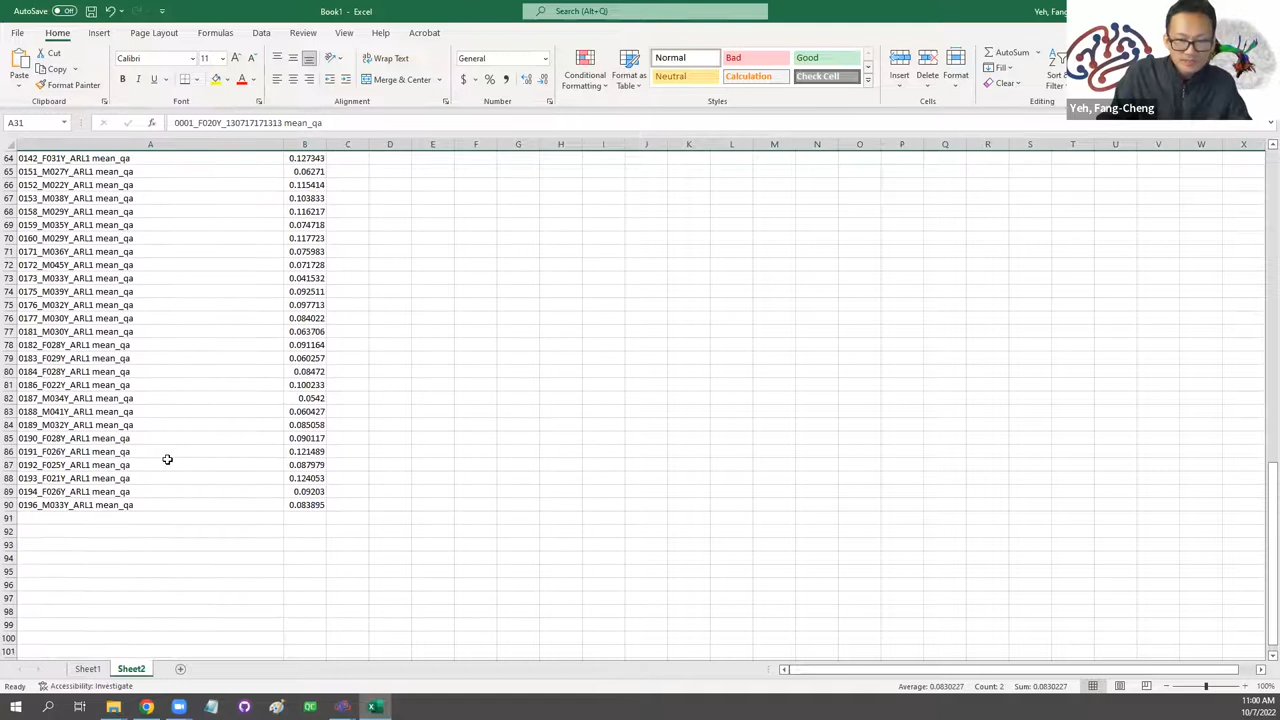 AutoSave Off Book1 - Excel Search (Alt+Q) Yeh, Fang
File Home Insert Page Layout Formulas Data Review View Help Acrobat
Paste Cut Copy Format Painter
Calibri 11 A A
B I U A
Wrap Text
Merge & Center
General
$ % 9
Conditional Formatting Format as Table
Normal Bad Good
Neutral Calculation Check Cell
Insert Delete Format
AutoSum
Fill
Clear
Sort &
Filter
Clipboard Font Alignment Number Styles Cells Editing
Yeh, Fang-Cheng
A31 fx 0001_F020Y_130717171313 mean_qa
A B C D E F G H I J K L M N O P Q R S T U V W X
64 0142_F031Y_ARL1 mean_qa 0.127343
65 0151_M027Y_ARL1 mean_qa 0.06271
66 0152_M022Y_ARL1 mean_qa 0.115414
67 0153_M038Y_ARL1 mean_qa 0.103833
68 0158_M029Y_ARL1 mean_qa 0.116217
69 0159_M035Y_ARL1 mean_qa 0.074718
70 0160_M029Y_ARL1 mean_qa 0.117723
71 0171_M036Y_ARL1 mean_qa 0.075983
72 0172_M045Y_ARL1 mean_qa 0.071728
73 0173_M033Y_ARL1 mean_qa 0.041532
74 0175_M039Y_ARL1 mean_qa 0.092511
75 0176_M032Y_ARL1 mean_qa 0.097713
76 0177_M030Y_ARL1 mean_qa 0.084022
77 0181_M030Y_ARL1 mean_qa 0.063706
78 0182_F028Y_ARL1 mean_qa 0.091164
79 0183_F029Y_ARL1 mean_qa 0.060257
80 0184_F028Y_ARL1 mean_qa 0.08472
81 0186_F022Y_ARL1 mean_qa 0.100233
82 0187_M034Y_ARL1 mean_qa 0.0542
83 0188_M041Y_ARL1 mean_qa 0.060427
84 0189_M032Y_ARL1 mean_qa 0.085058
85 0190_F028Y_ARL1 mean_qa 0.090117
86 0191_F026Y_ARL1 mean_qa 0.121489
87 0192_F025Y_ARL1 mean_qa 0.087979
88 0193_F021Y_ARL1 mean_qa 0.124053
89 0194_F026Y_ARL1 mean_qa 0.09203
90 0196_M033Y_ARL1 mean_qa 0.083895
91
92
93
94
95
96
97
98
99
100
101
Sheet1 Sheet2
Ready Accessibility: Investigate Average: 0.0830227 Count: 2 Sum: 0.0830227 100%
11:00 AM
10/7/2022